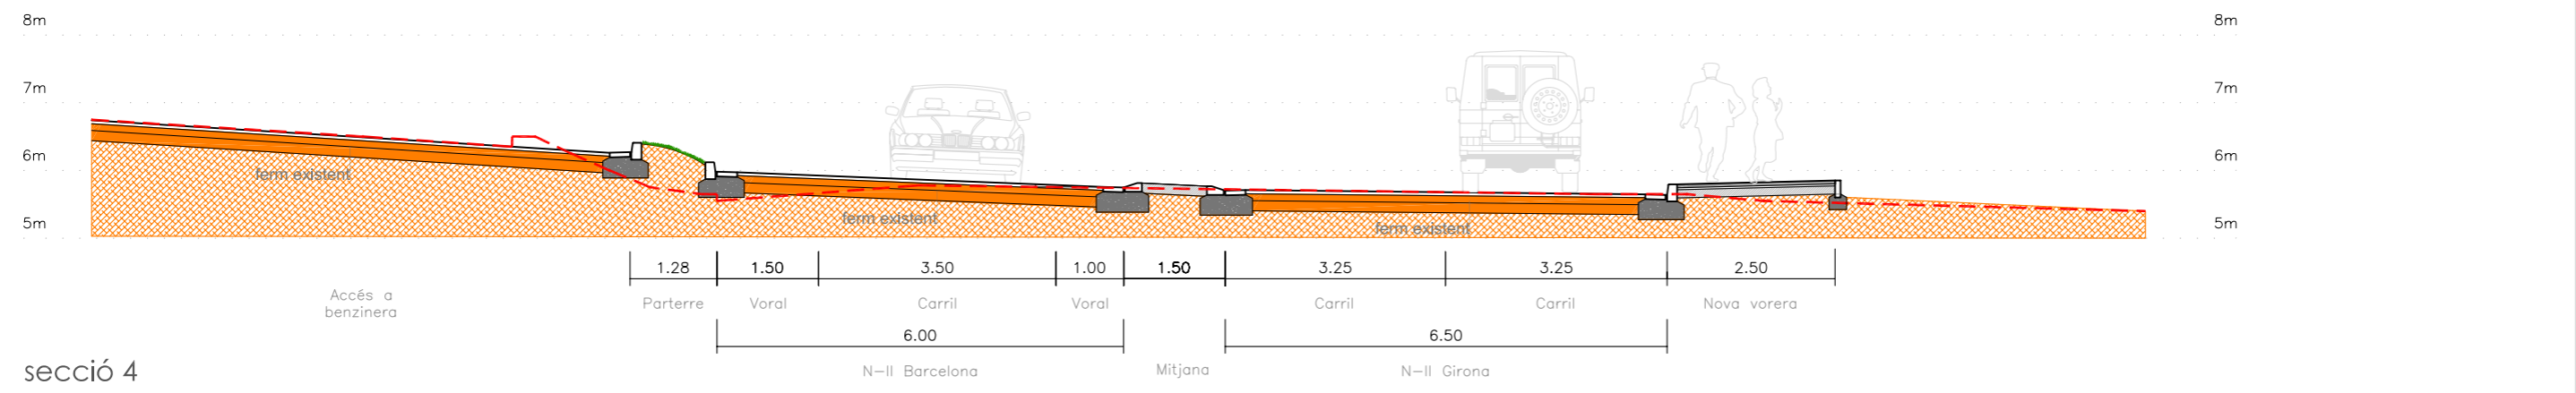 8m 8m
7m 7m
6m 6m
ferm existent
ferm existent
5m 5m
ferm existent
1.28 1.50 3.50 1.00 1.50 3.25 3.25 2.50
Accés a
benzinera
Parterre Voral Carril Voral Carril Carril Nova vorera
6.00 6.50
N-II Barcelona Mitjana N-II Girona
secció 4